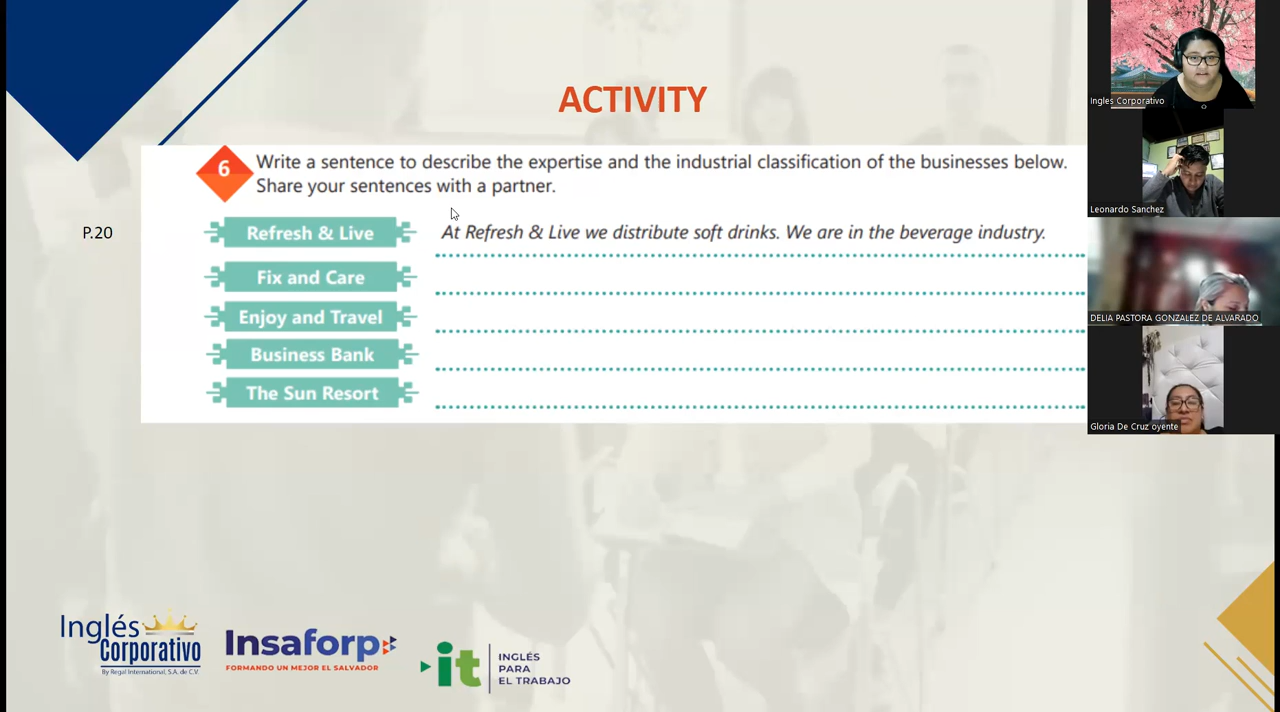 ACTIVITY
6
Write a sentence to describe the expertise and the industrial classification of the businesses below.
Share your sentences with a partner.
P.20
Refresh & Live
At Refresh & Live we distribute soft drinks. We are in the beverage industry.
Fix and Care
Enjoy and Travel
Business Bank
The Sun Resort
Ingles Corporativo
Leonardo Sanchez
DELIA PASTORA GONZALEZ DE ALVARADO
Gloria De Cruz oyente
Inglés
Corporativo
By Regal International, S.A. de C.V.
Insaforp
FORMANDO UN MEJOR EL SALVADOR
it
INGLÉS
PARA
EL TRABAJO